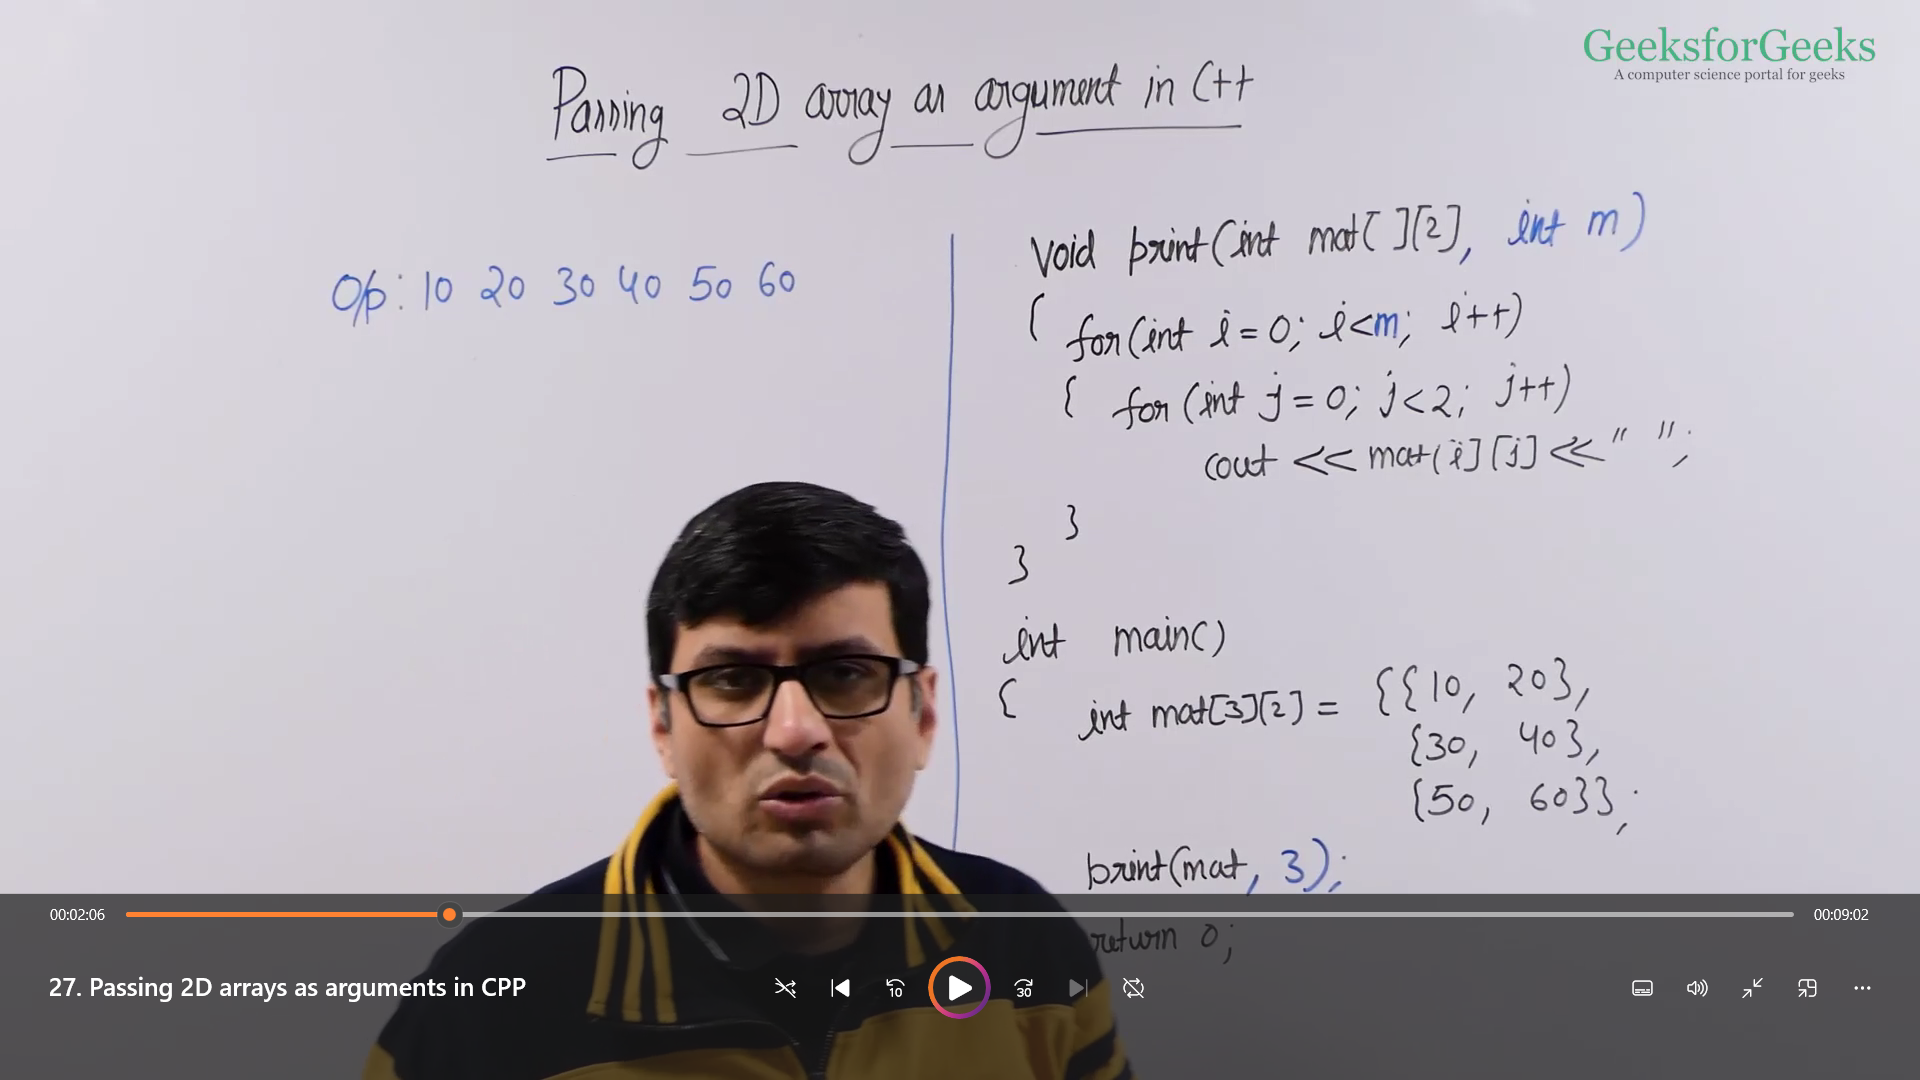 GeeksforGeeks
A computer science portal for geeks
Passing 2D array as argument in C++
O/p: 10 20 30 40 50 60
void print(int mat[ ][2], int m)
{ for(int i = 0; i<m; i++)
{ for(int j = 0; j<2; j++)
cout << mat[i][j] << " ";
}
}
int main()
{ int mat[3][2] = {{10, 20},
{30, 40},
{50, 60}};
print(mat, 3);
return 0;
00:02:06
00:09:02
27. Passing 2D arrays as arguments in CPP
10
30